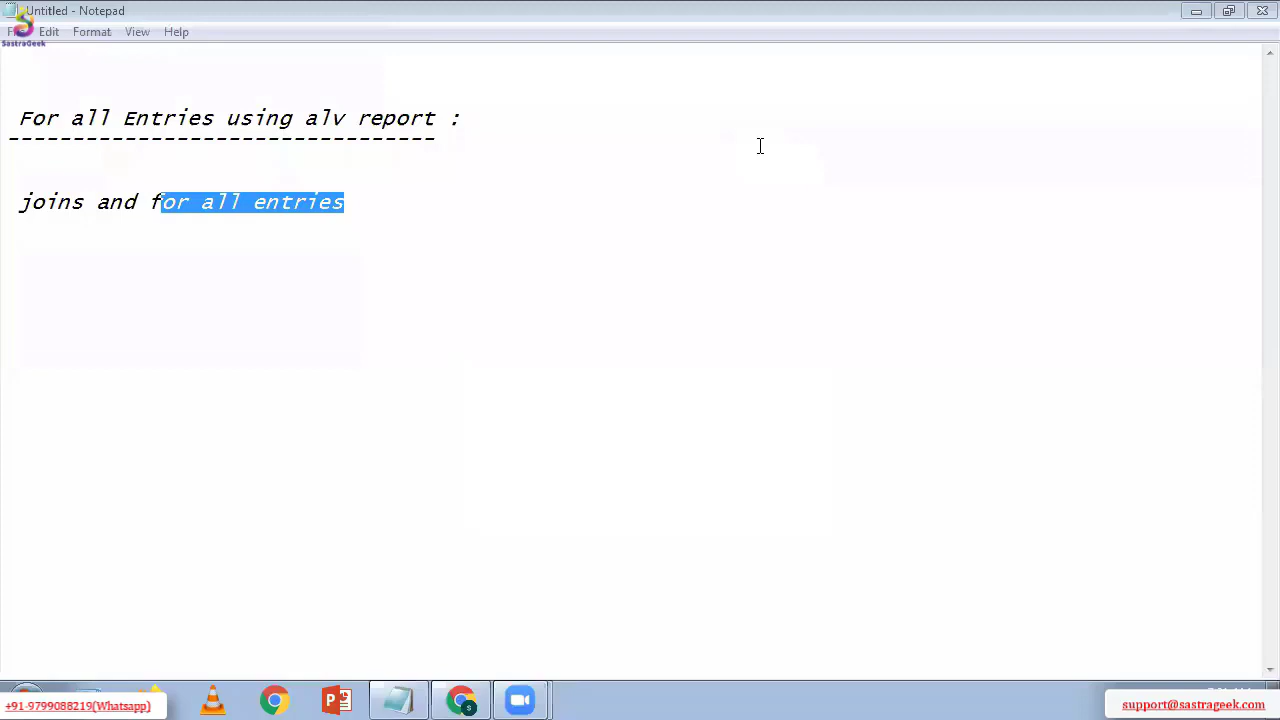 Untitled - Notepad
Edit Format View Help
SastraGeek
For all Entries using alv report :
---------------------------------
joins and for all entries
+91-9799088219(Whatsapp)
support@sastrageek.com